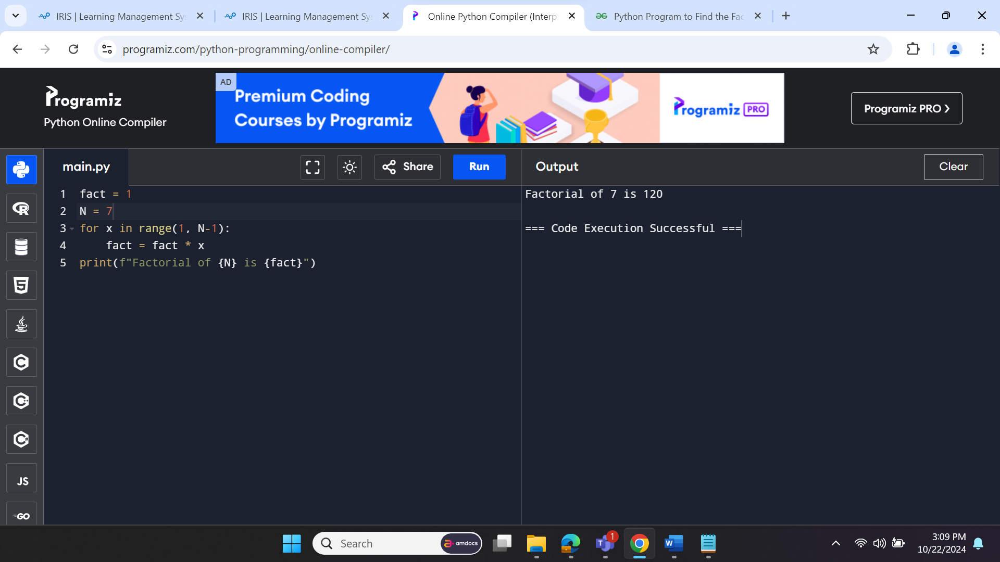 IRIS | Learning Management Sys
IRIS | Learning Management Sys
Online Python Compiler (Interp
Python Program to Find the Fac
programiz.com/python-programming/online-compiler/
Programiz
Python Online Compiler
AD
Premium Coding
Courses by Programiz
Programiz PRO
Programiz PRO ❯
main.py
Share
Run
Output
Clear
1 fact = 1
2 N = 7
3 for x in range(1, N-1):
4     fact = fact * x
5 print(f"Factorial of {N} is {fact}")
Factorial of 7 is 120
=== Code Execution Successful ===
R
5
C
C++
C#
JS
GO
Search
amdocs
T
1
W
3:09 PM
10/22/2024